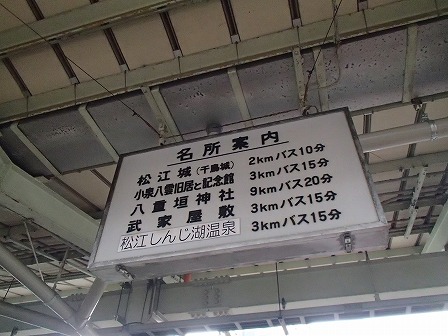 名所案内
松江城(千鳥城) 2kmバス10分
小泉八雲旧居と記念館 3kmバス15分
八重垣神社 9kmバス20分
武家屋敷 3kmバス15分
松江しんじ湖温泉 3kmバス15分